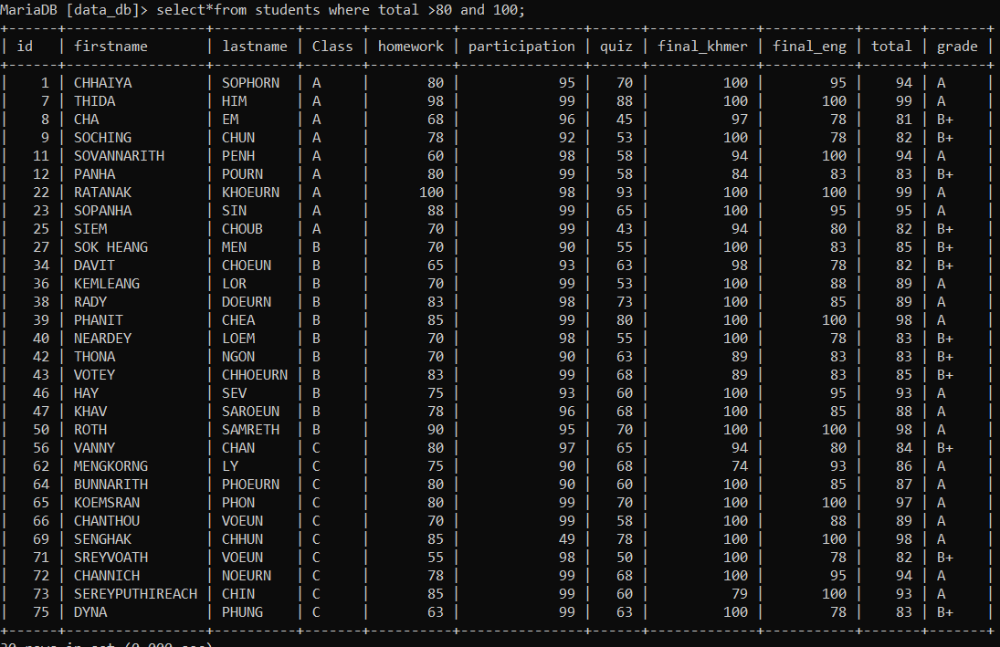 MariaDB [data_db]> select*from students where total >80 and 100;
+------+-----------------+-----------+-------+----------+---------------+------+-------------+-----------+-------+-------+
| id | firstname | lastname | Class | homework | participation | quiz | final_khmer | final_eng | total | grade |
+------+-----------------+-----------+-------+----------+---------------+------+-------------+-----------+-------+-------+
| 1 | CHHAIYA | SOPHORN | A | 80 | 95 | 70 | 100 | 95 | 94 | A |
| 7 | THIDA | HIM | A | 98 | 99 | 88 | 100 | 100 | 99 | A |
| 8 | CHA | EM | A | 68 | 96 | 45 | 97 | 78 | 81 | B+ |
| 9 | SOCHING | CHUN | A | 78 | 92 | 53 | 100 | 78 | 82 | B+ |
| 11 | SOVANNARITH | PENH | A | 60 | 98 | 58 | 94 | 100 | 94 | A |
| 12 | PANHA | POURN | A | 80 | 99 | 58 | 84 | 83 | 83 | B+ |
| 22 | RATANAK | KHOEURN | A | 100 | 98 | 93 | 100 | 100 | 99 | A |
| 23 | SOPANHA | SIN | A | 88 | 99 | 65 | 100 | 95 | 95 | A |
| 25 | SIEM | CHOUB | A | 70 | 99 | 43 | 94 | 80 | 82 | B+ |
| 27 | SOK HEANG | MEN | B | 70 | 90 | 55 | 100 | 83 | 85 | B+ |
| 34 | DAVIT | CHOEUN | B | 65 | 93 | 63 | 98 | 78 | 82 | B+ |
| 36 | KEMLEANG | LOR | B | 70 | 99 | 53 | 100 | 88 | 89 | A |
| 38 | RADY | DOEURN | B | 83 | 98 | 73 | 100 | 85 | 89 | A |
| 39 | PHANIT | CHEA | B | 85 | 99 | 80 | 100 | 100 | 98 | A |
| 40 | NEARDEY | LOEM | B | 70 | 98 | 55 | 100 | 78 | 83 | B+ |
| 42 | THONA | NGON | B | 70 | 90 | 63 | 89 | 83 | 83 | B+ |
| 43 | VOTEY | CHHOEURN | B | 83 | 99 | 68 | 89 | 83 | 85 | B+ |
| 46 | HAY | SEV | B | 75 | 93 | 60 | 100 | 95 | 93 | A |
| 47 | KHAV | SAROEUN | B | 78 | 96 | 68 | 100 | 85 | 88 | A |
| 50 | ROTH | SAMRETH | B | 90 | 95 | 70 | 100 | 100 | 98 | A |
| 56 | VANNY | CHAN | C | 80 | 97 | 65 | 94 | 80 | 84 | B+ |
| 62 | MENGKORNG | LY | C | 75 | 90 | 68 | 74 | 93 | 86 | A |
| 64 | BUNNARITH | PHOEURN | C | 80 | 90 | 60 | 100 | 85 | 87 | A |
| 65 | KOEMSRAN | PHON | C | 80 | 99 | 70 | 100 | 100 | 97 | A |
| 66 | CHANTHOU | VOEUN | C | 70 | 99 | 58 | 100 | 88 | 89 | A |
| 69 | SENGHAK | CHHUN | C | 85 | 49 | 78 | 100 | 100 | 98 | A |
| 71 | SREYVOATH | VOEUN | C | 55 | 98 | 50 | 100 | 78 | 82 | B+ |
| 72 | CHANNICH | NOEURN | C | 78 | 99 | 68 | 100 | 95 | 94 | A |
| 73 | SEREYPUTHIREACH | CHIN | C | 85 | 99 | 60 | 79 | 100 | 93 | A |
| 75 | DYNA | PHUNG | C | 63 | 99 | 63 | 100 | 78 | 83 | B+ |
+------+-----------------+-----------+-------+----------+---------------+------+-------------+-----------+-------+-------+